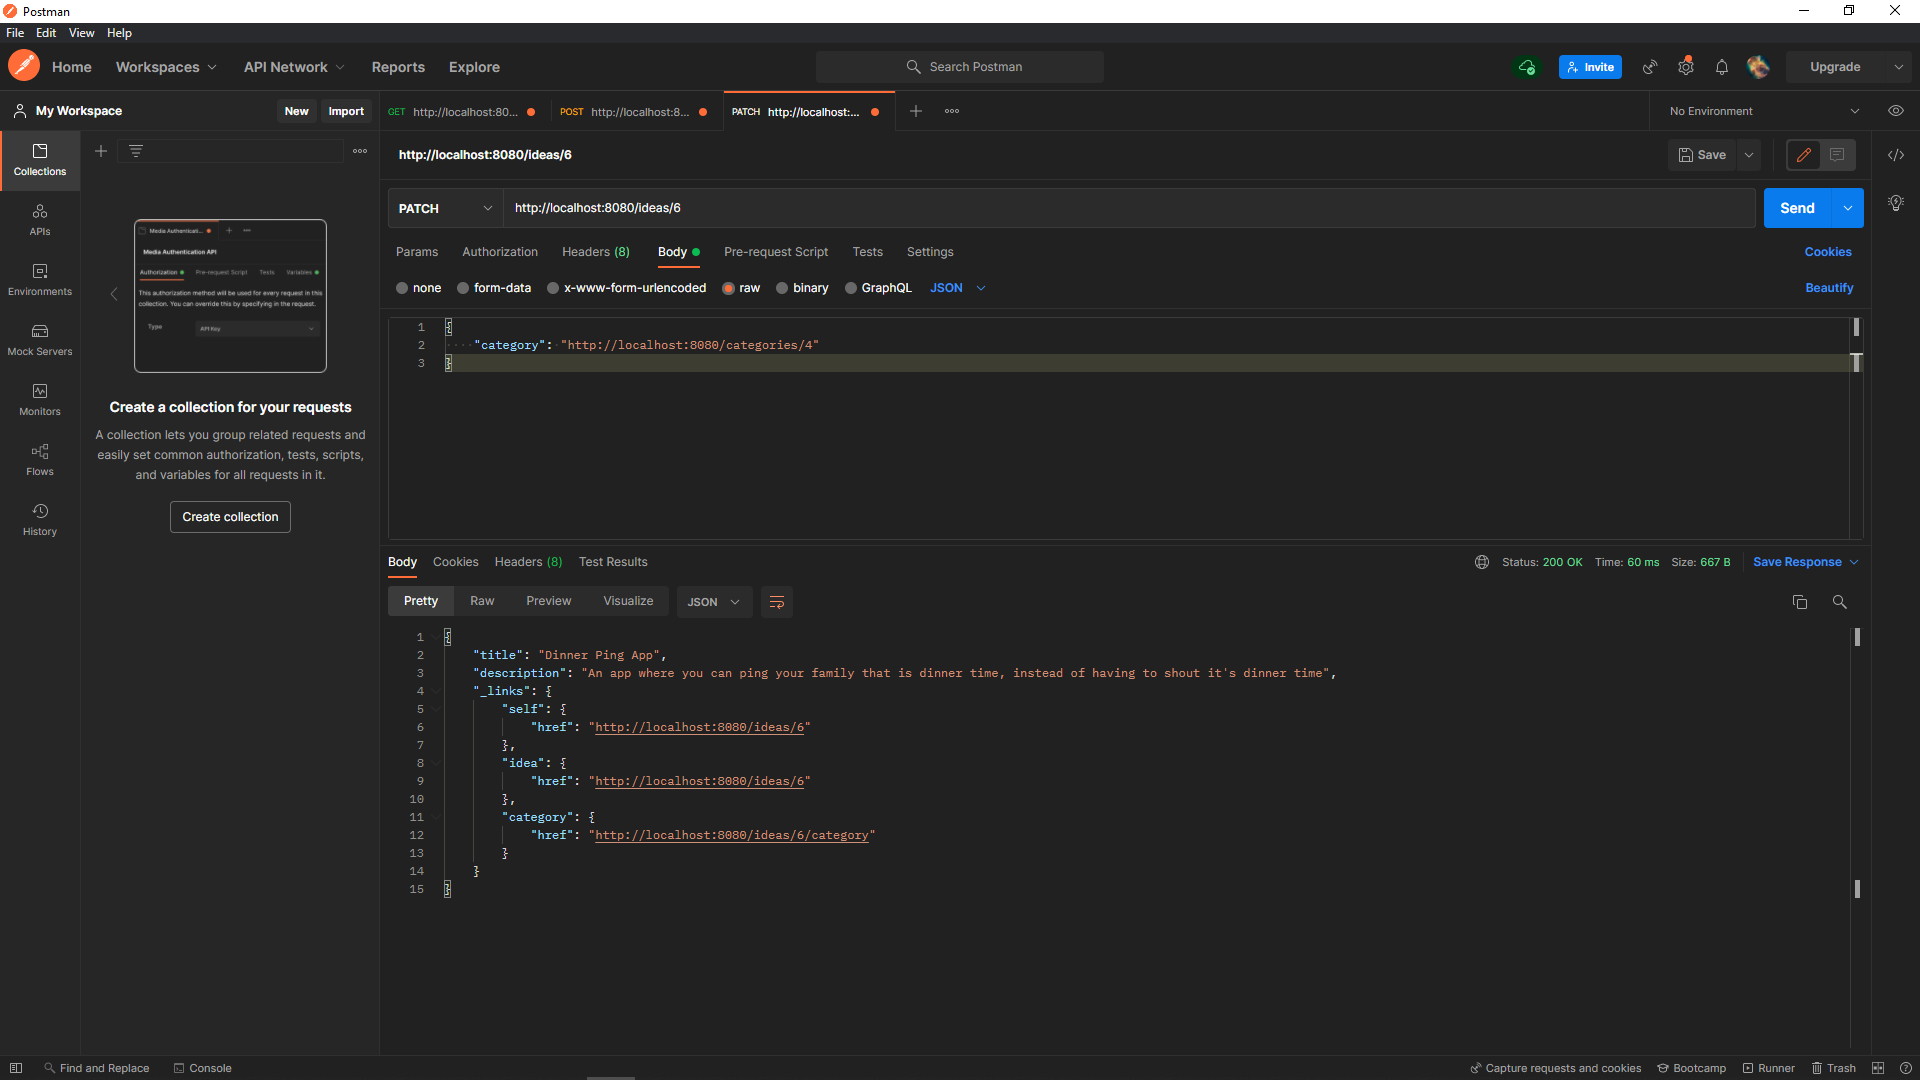 Postman
File Edit View Help
Home Workspaces API Network Reports Explore Search Postman Invite Upgrade
My Workspace New Import GET http://localhost:80... POST http://localhost:8... PATCH http://localhost:... No Environment
Collections
APIs
Environments
Mock Servers
Monitors
Flows
History
Media Authenticati...
Media Authentication API
Authorization Pre-request Script Tests Variables
This authorization method will be used for every request in this
collection. You can override this by specifying in the request.
Type API Key
Create a collection for your requests
A collection lets you group related requests and
easily set common authorization, tests, scripts,
and variables for all requests in it.
Create collection
http://localhost:8080/ideas/6 Save
PATCH http://localhost:8080/ideas/6 Send
Params Authorization Headers (8) Body Pre-request Script Tests Settings Cookies
none form-data x-www-form-urlencoded raw binary GraphQL JSON Beautify
1 {
2 "category": "http://localhost:8080/categories/4"
3 }
Body Cookies Headers (8) Test Results Status: 200 OK Time: 60 ms Size: 667 B Save Response
Pretty Raw Preview Visualize JSON
1 {
2 "title": "Dinner Ping App",
3 "description": "An app where you can ping your family that is dinner time, instead of having to shout it's dinner time",
4 "_links": {
5 "self": {
6 "href": "http://localhost:8080/ideas/6"
7 },
8 "idea": {
9 "href": "http://localhost:8080/ideas/6"
10 },
11 "category": {
12 "href": "http://localhost:8080/ideas/6/category"
13 }
14 }
15 }
Find and Replace Console Capture requests and cookies Bootcamp Runner Trash